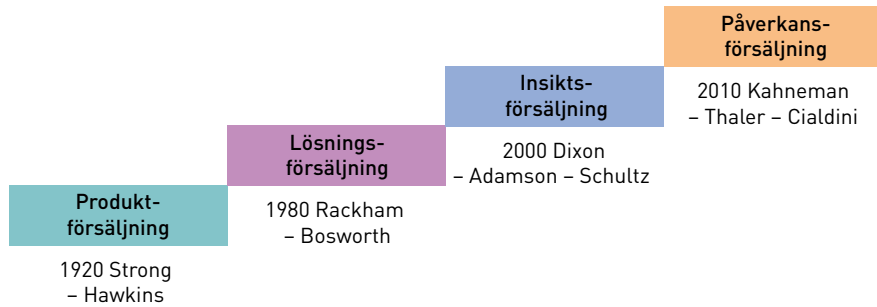 Produkt-
försäljning
1920 Strong
– Hawkins
Lösnings-
försäljning
1980 Rackham
– Bosworth
Insikts-
försäljning
2000 Dixon
– Adamson – Schultz
Påverkans-
försäljning
2010 Kahneman
– Thaler – Cialdini